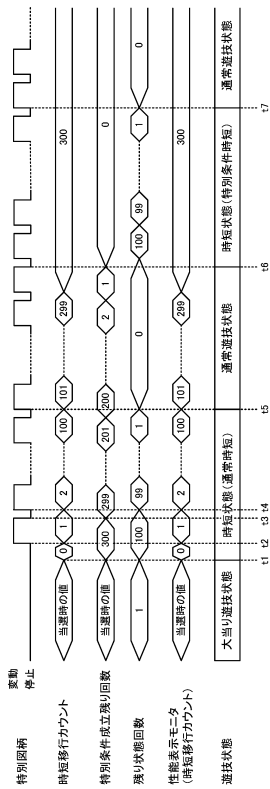 変動
停止
特別図柄
時短移行カウント
当選時の値 0 1 2 100 101 299 300
特別条件成立残り回数
当選時の値 300 299 201 200 2 1 0
残り状態回数
1 100 99 1 0 100 99 1 0
性能表示モニタ
(時短移行カウント)
当選時の値 0 1 2 100 101 299 300
遊技状態
大当り遊技状態 時短状態(通常時短) 通常遊技状態 時短状態(特別条件時短) 通常遊技状態
t1 t2 t3 t4 t5 t6 t7